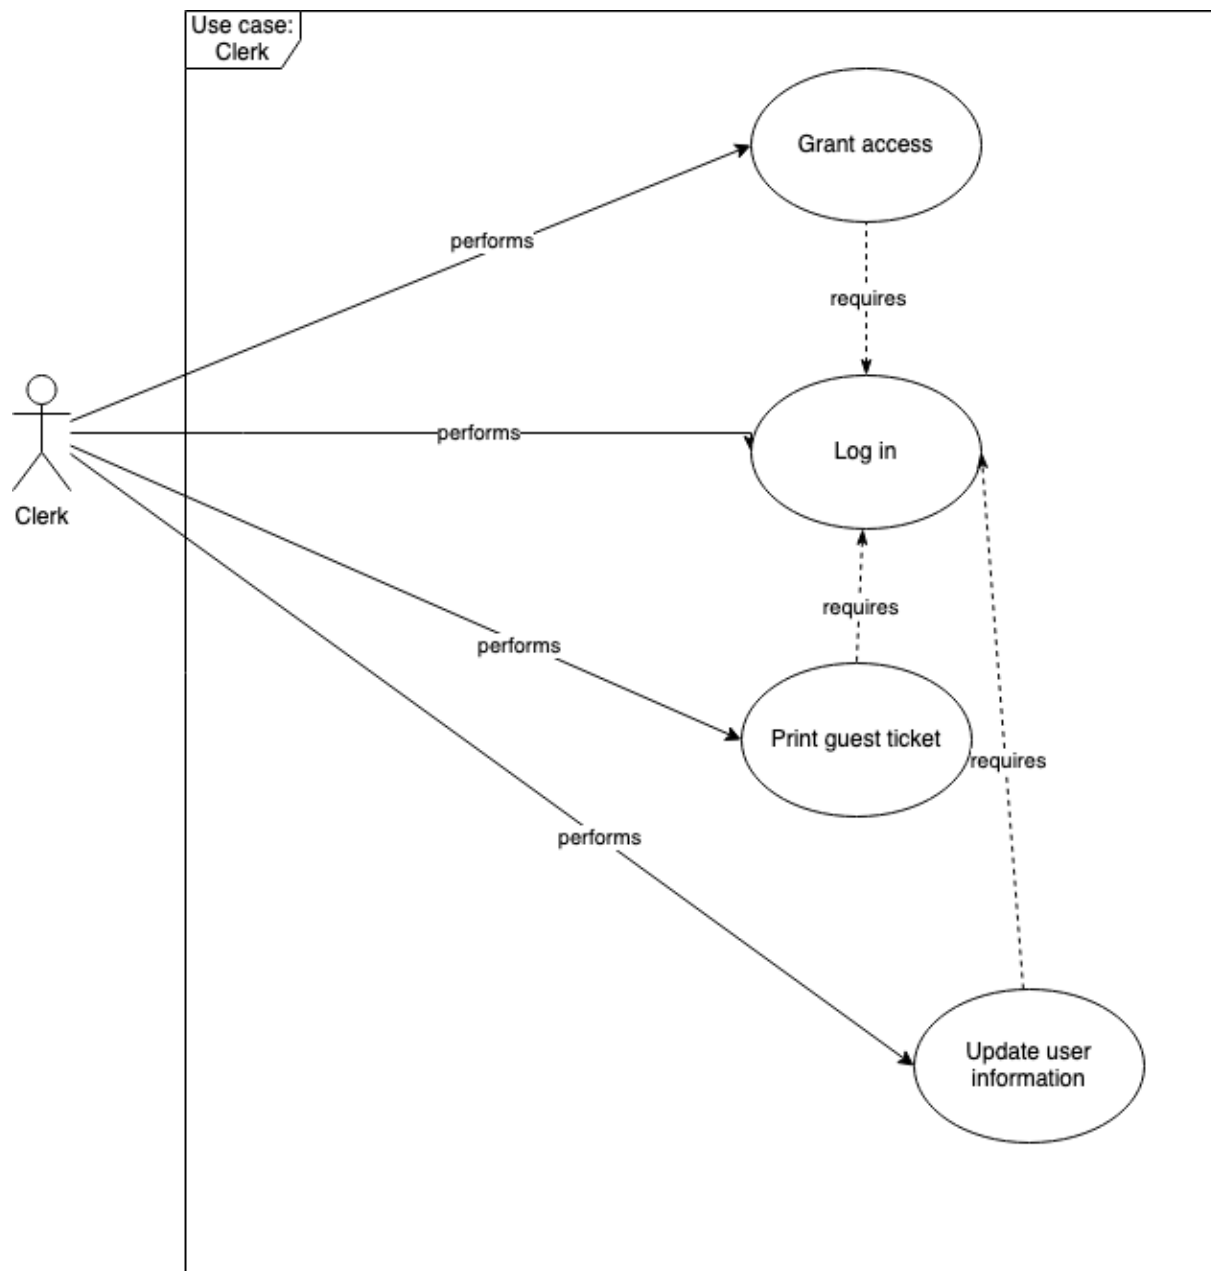 Use case:
Clerk
Grant access
performs
requires
performs
Log in
Clerk
requires
performs
Print guest ticket
requires
performs
Update user
information